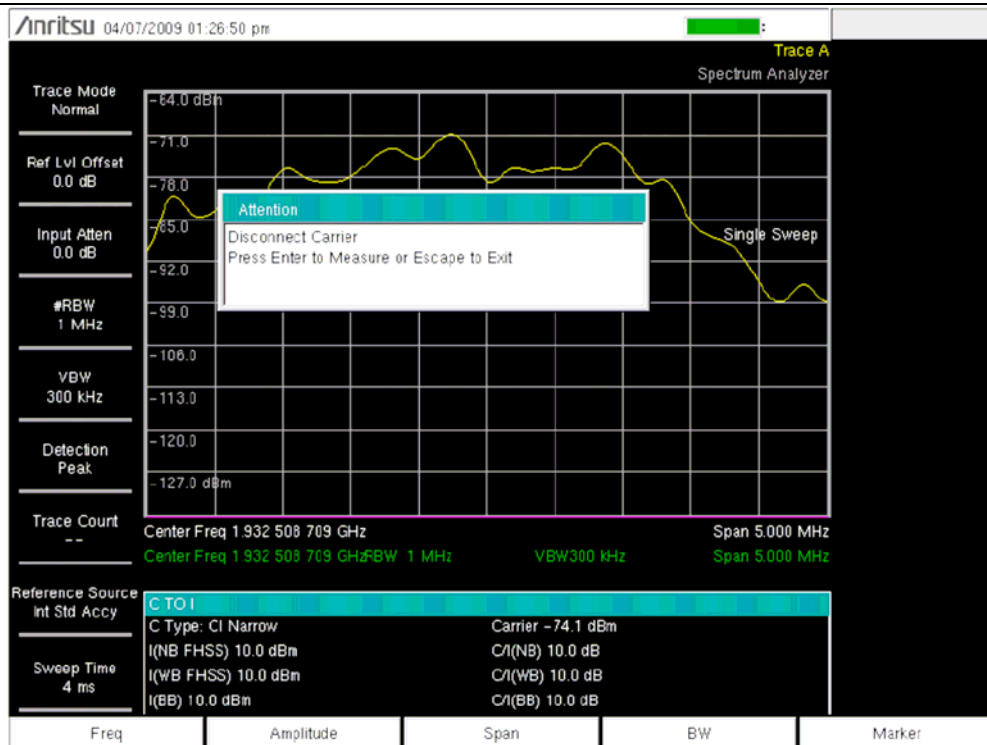 Anritsu 04/07/2009 01:26:50 pm
Trace A
Spectrum Analyzer
Trace Mode
Normal
Ref Lvl Offset
0.0 dB
Input Atten
0.0 dB
#RBW
1 MHz
VBW
300 kHz
Detection
Peak
Trace Count
--
Reference Source
Int Std Accy
Sweep Time
4 ms
-64.0 dBm
-71.0
-78.0
-85.0
-92.0
-99.0
-106.0
-113.0
-120.0
-127.0 dBm
Attention
Disconnect Carrier
Press Enter to Measure or Escape to Exit
Single Sweep
Center Freq 1.932 508 709 GHz Span 5.000 MHz
Center Freq 1.932 508 709 GHz RBW 1 MHz VBW300 kHz Span 5.000 MHz
C TO I
C Type: CI Narrow Carrier -74.1 dBm
I(NB FHSS) 10.0 dBm C/I(NB) 10.0 dB
I(WB FHSS) 10.0 dBm C/I(WB) 10.0 dB
I(BB) 10.0 dBm C/I(BB) 10.0 dB
Freq Amplitude Span BW Marker